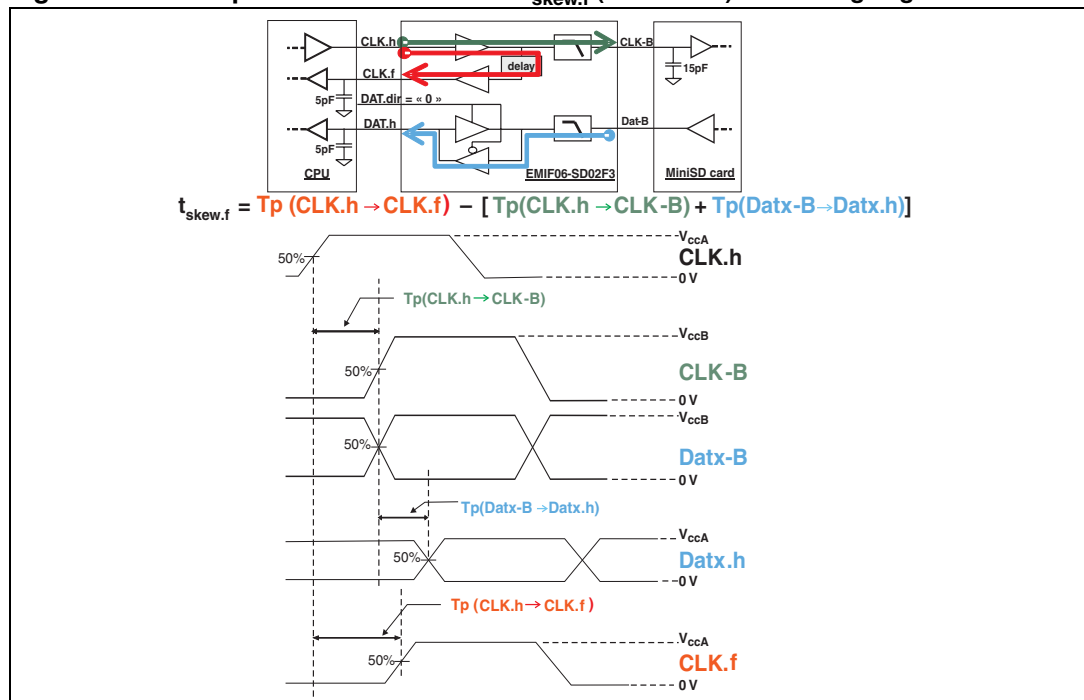 t_skew.f
CLK.h
CLK-B
delay
CLK.f
15pF
5pF
DAT.dir = « 0 »
DAT.h
Dat-B
5pF
CPU
EMIF06-SD02F3
MiniSD card
t_skew.f = Tp (CLK.h → CLK.f) – [ Tp(CLK.h → CLK-B) + Tp(Datx-B→Datx.h)]
VccA
50%
CLK.h
0 V
Tp(CLK.h → CLK-B)
VccB
50%
CLK-B
0 V
VccB
50%
Datx-B
0 V
Tp(Datx-B →Datx.h)
VccA
50%
Datx.h
0 V
Tp (CLK.h → CLK.f )
VccA
50%
CLK.f
0 V